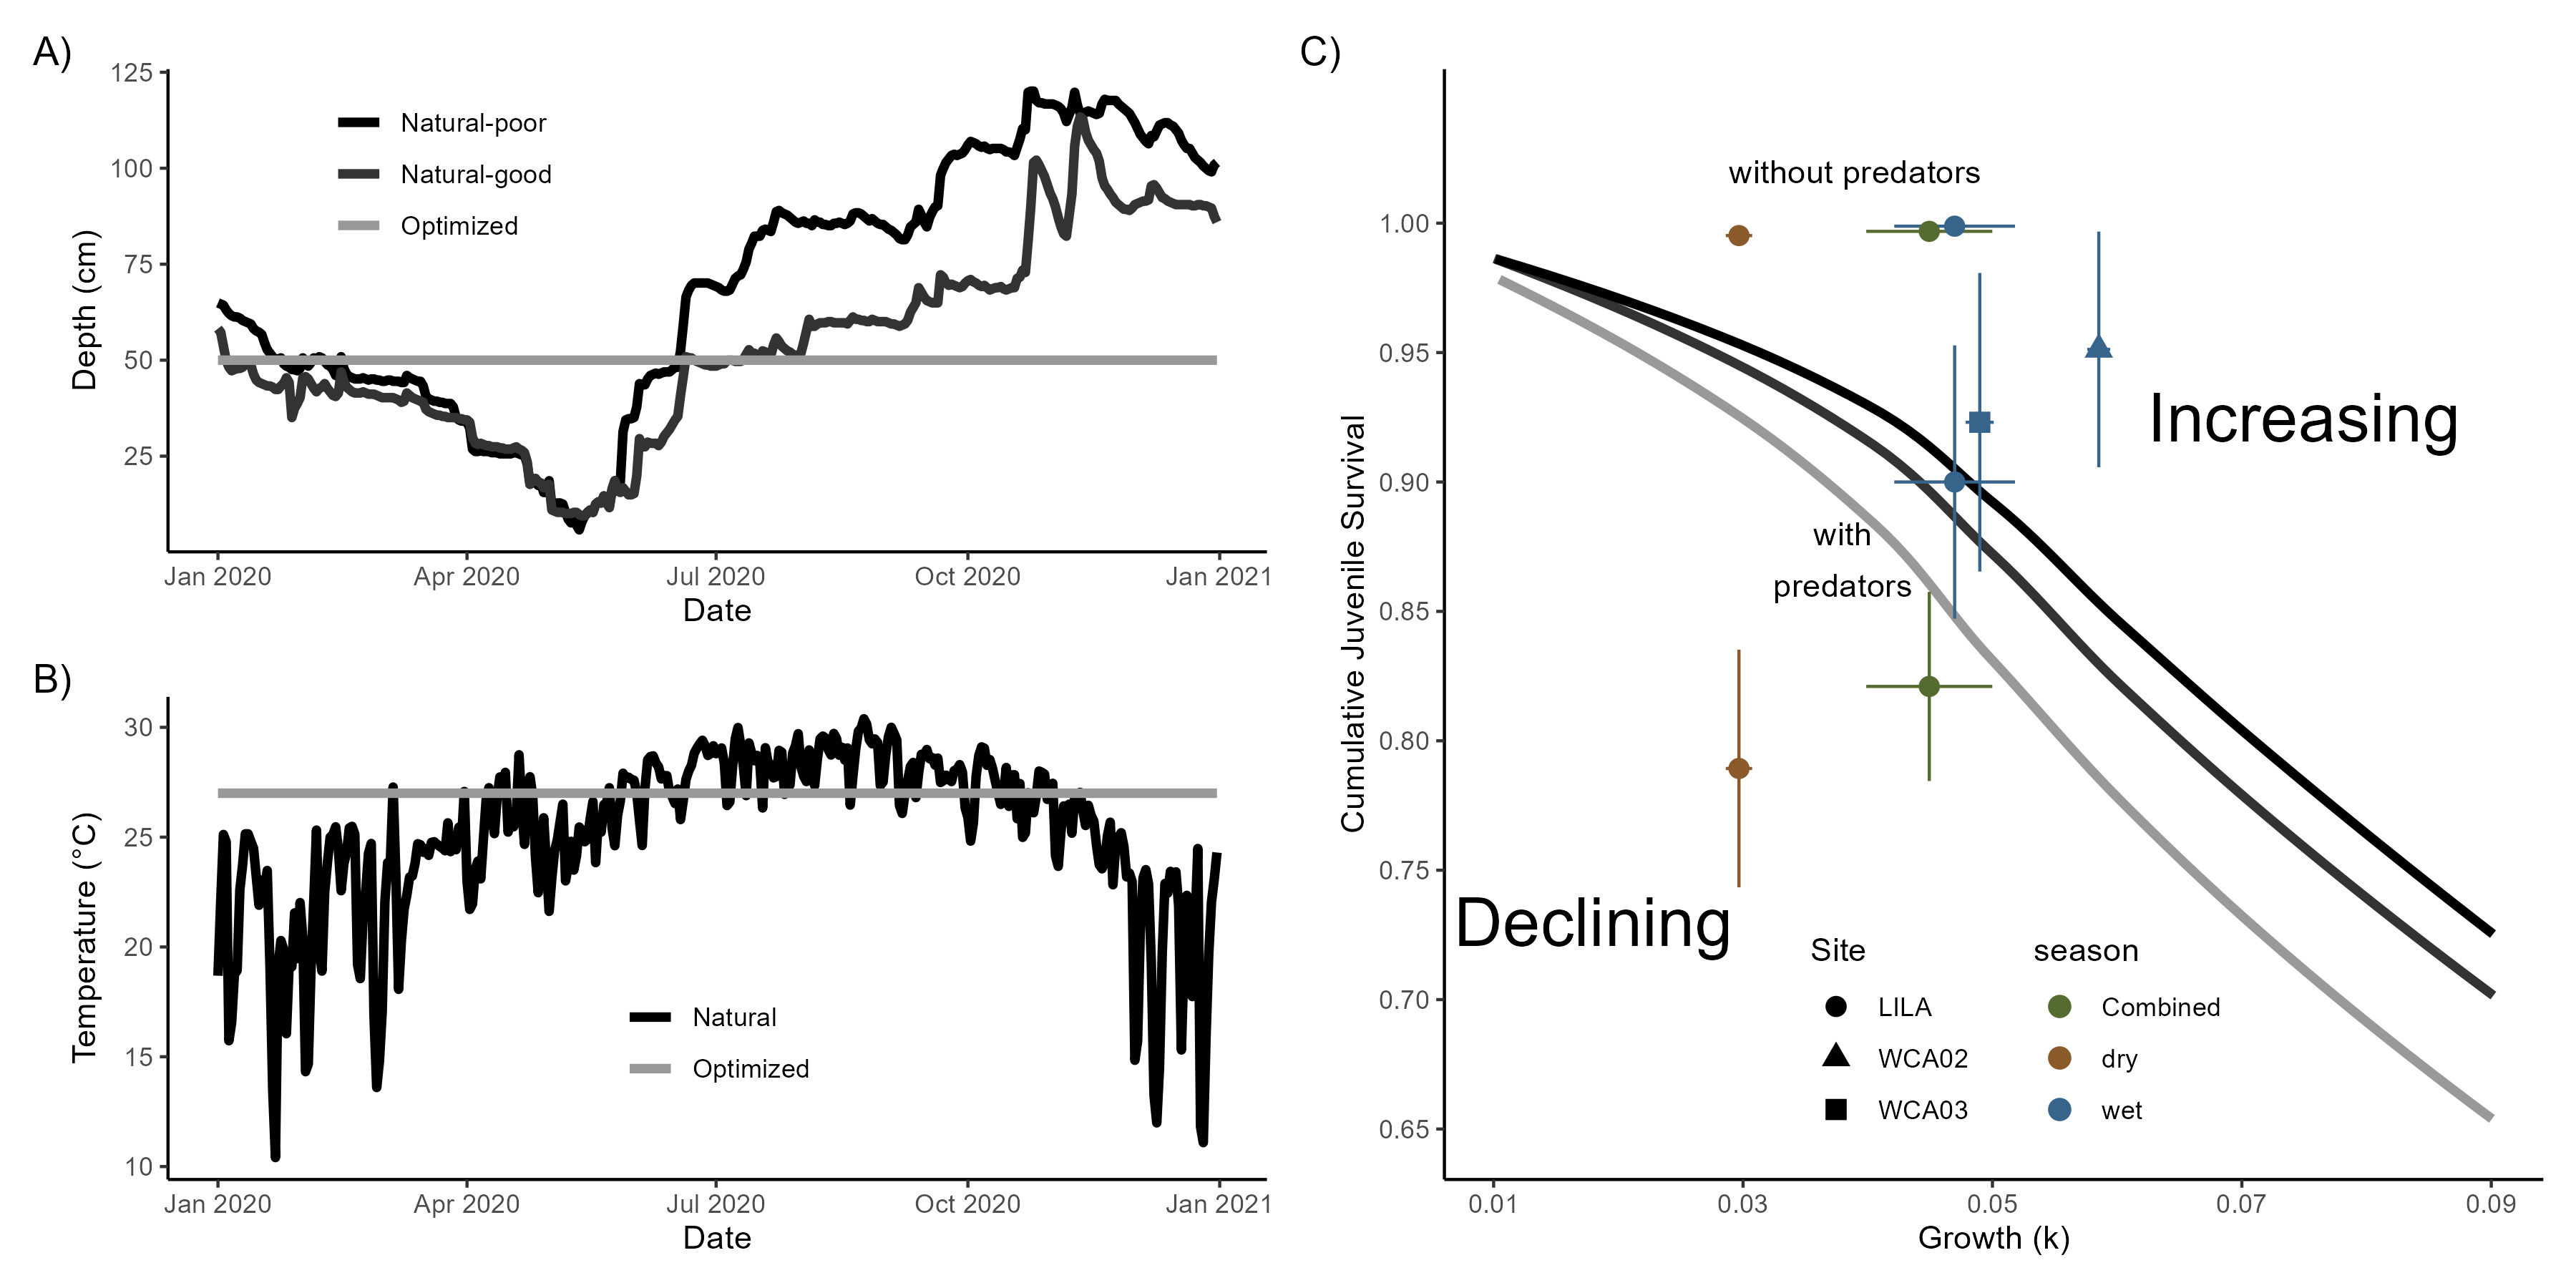 A)
125
100
75
50
25
Depth (cm)
Natural-poor
Natural-good
Optimized
Jan 2020
Apr 2020
Jul 2020
Oct 2020
Jan 2021
Date
B)
30
25
20
15
10
Temperature (°C)
Natural
Optimized
Jan 2020
Apr 2020
Jul 2020
Oct 2020
Jan 2021
Date
C)
1.00
0.95
0.90
0.85
0.80
0.75
0.70
0.65
Cumulative Juvenile Survival
without predators
Increasing
with
predators
Declining
Site
LILA
WCA02
WCA03
season
Combined
dry
wet
0.01
0.03
0.05
0.07
0.09
Growth (k)